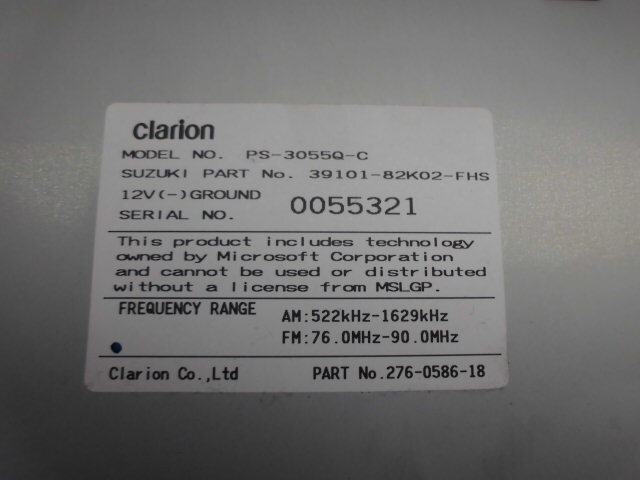 clarion
MODEL NO. PS-3055Q-C
SUZUKI PART No. 39101-82K02-FHS
12V(-)GROUND
SERIAL NO. 0055321
This product includes technology
owned by Microsoft Corporation
and cannot be used or distributed
without a license from MSLGP.
FREQUENCY RANGE AM:522kHz-1629kHz
FM:76.0MHz-90.0MHz
Clarion Co.,Ltd PART No.276-0586-18